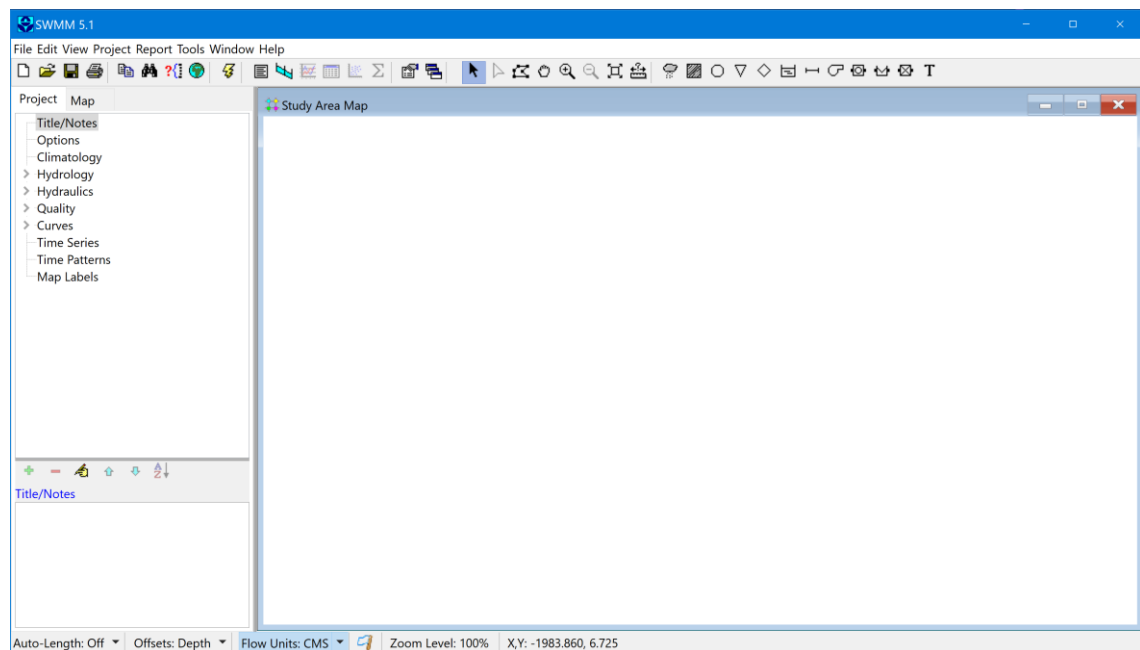 SWMM 5.1
File Edit View Project Report Tools Window Help
T
Project Map
Title/Notes
Options
Climatology
Hydrology
Hydraulics
Quality
Curves
Time Series
Time Patterns
Map Labels
Study Area Map
Title/Notes
Auto-Length: Off Offsets: Depth Flow Units: CMS Zoom Level: 100% X,Y: -1983.860, 6.725